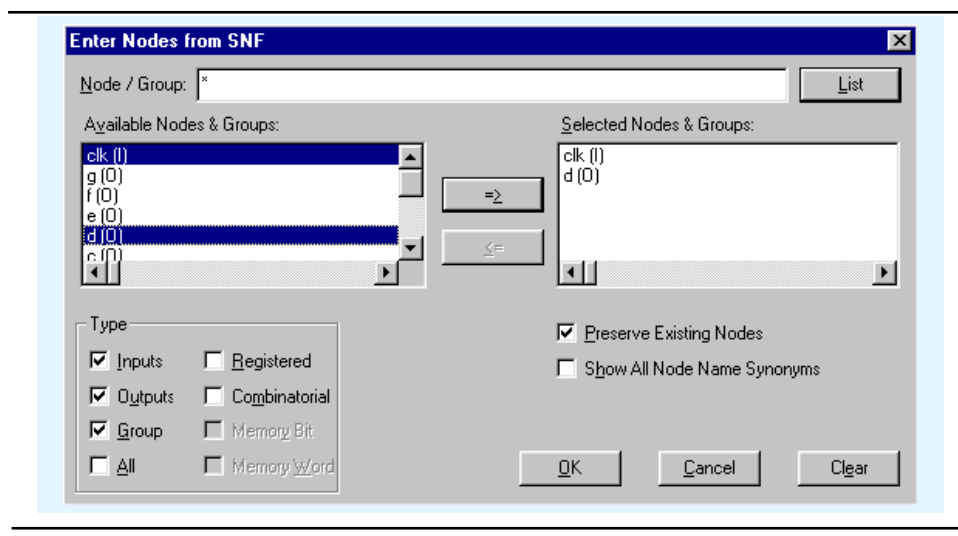 Enter Nodes from SNF
Node / Group: *
List
Available Nodes & Groups:
Selected Nodes & Groups:
clk (I)
g (O)
f (O)
e (O)
d (O)
c (O)
=>
<=
clk (I)
d (O)
Type
Inputs
Registered
Outputs
Combinatorial
Group
Memory Bit
All
Memory Word
Preserve Existing Nodes
Show All Node Name Synonyms
OK
Cancel
Clear